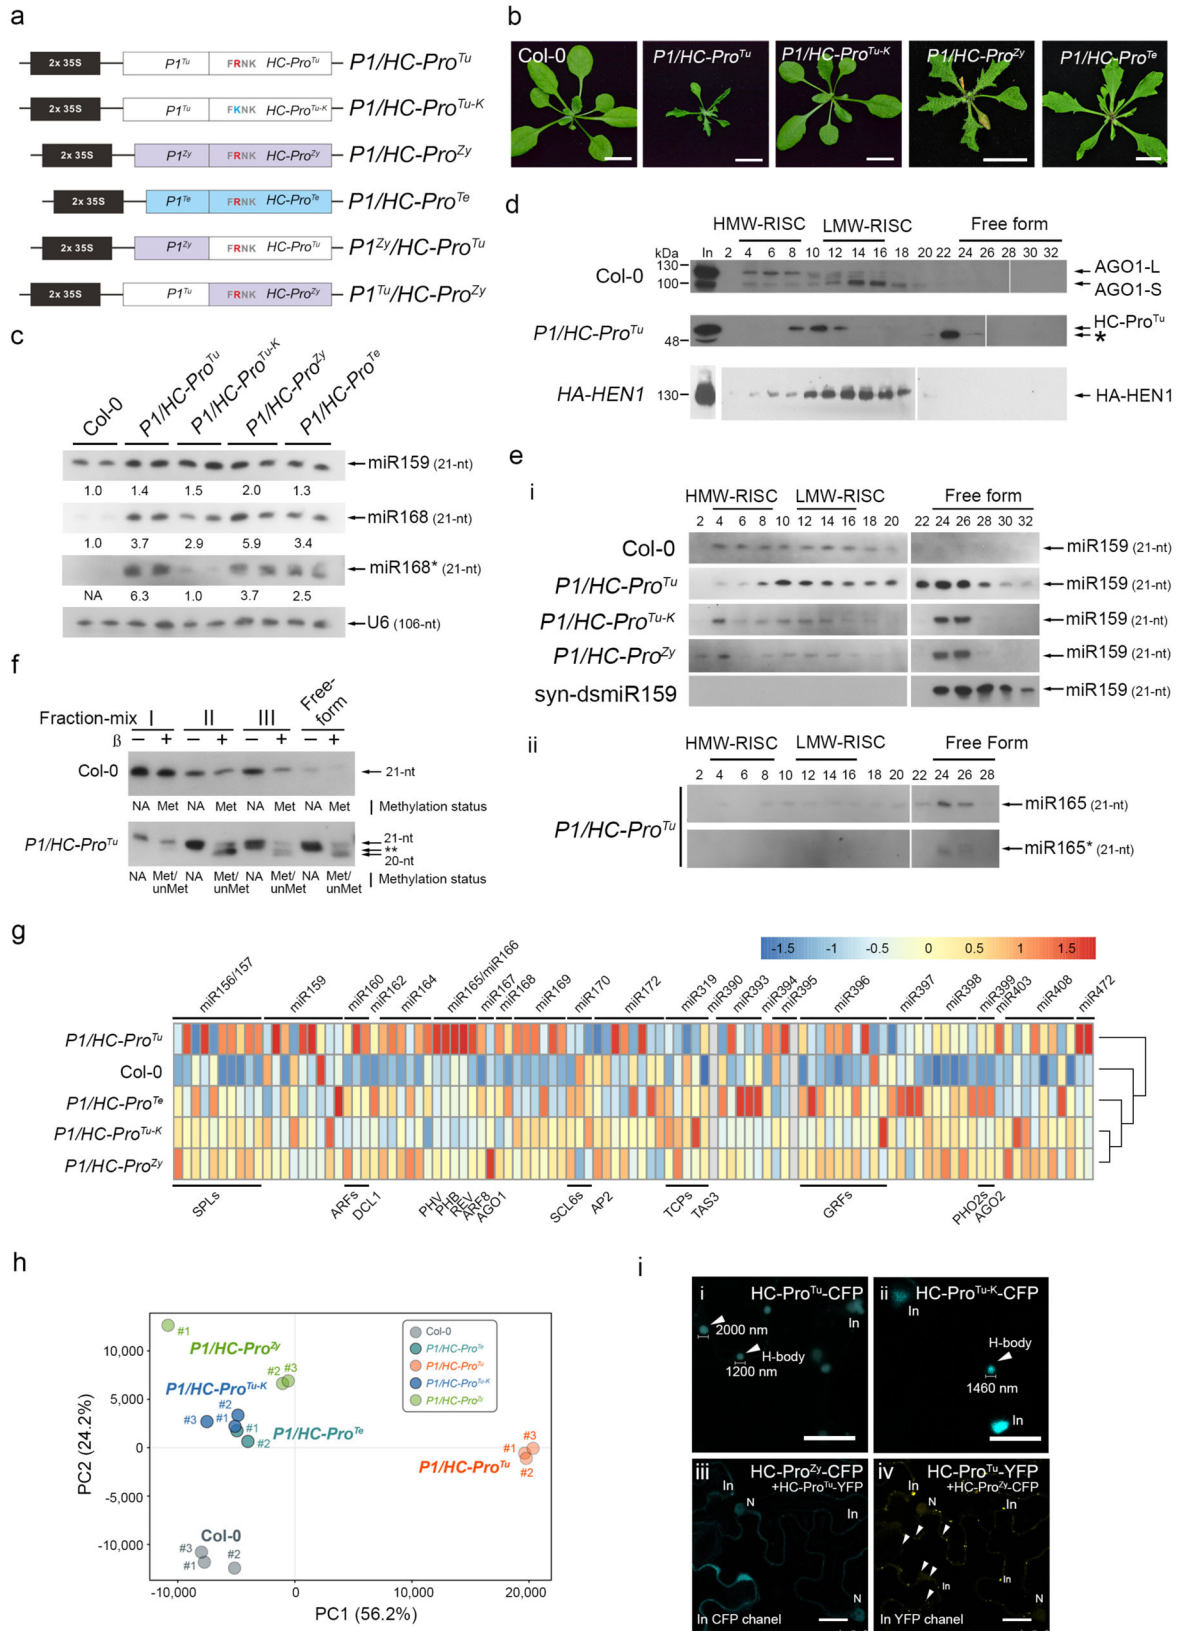 a
2x 35S P1Tu FRNK HC-ProTu P1/HC-ProTu
2x 35S P1Tu FKNK HC-ProTu-K P1/HC-ProTu-K
2x 35S P1Zy FRNK HC-ProZy P1/HC-ProZy
2x 35S P1Te FRNK HC-ProTe P1/HC-ProTe
2x 35S P1Zy FRNK HC-ProTu P1Zy/HC-ProTu
2x 35S P1Tu FRNK HC-ProZy P1Tu/HC-ProZy
b
Col-0 P1/HC-ProTu P1/HC-ProTu-K P1/HC-ProZy P1/HC-ProTe
c
Col-0 P1/HC-ProTu P1/HC-ProTu-K P1/HC-ProZy P1/HC-ProTe
miR159 (21-nt)
1.0 1.4 1.5 2.0 1.3
miR168 (21-nt)
1.0 3.7 2.9 5.9 3.4
miR168* (21-nt)
NA 6.3 1.0 3.7 2.5
U6 (106-nt)
d
HMW-RISC LMW-RISC Free form
kDa In 2 4 6 8 10 12 14 16 18 20 22 24 26 28 30 32
Col-0 130 AGO1-L
100 AGO1-S
P1/HC-ProTu HC-ProTu
48 *
HA-HEN1 130 HA-HEN1
e
i
HMW-RISC LMW-RISC Free form
2 4 6 8 10 12 14 16 18 20 22 24 26 28 30 32
Col-0 miR159 (21-nt)
P1/HC-ProTu miR159 (21-nt)
P1/HC-ProTu-K miR159 (21-nt)
P1/HC-ProZy miR159 (21-nt)
syn-dsmiR159 miR159 (21-nt)
ii
HMW-RISC LMW-RISC Free Form
2 4 6 8 10 12 14 16 18 20 22 24 26 28
P1/HC-ProTu
miR165 (21-nt)
miR165* (21-nt)
f
Fraction-mix I II III Free-form
ß − + − + − + − +
Col-0 21-nt
NA Met NA Met NA Met NA Met Methylation status
P1/HC-ProTu 21-nt
**
20-nt
NA Met/unMet NA Met/unMet NA Met/unMet NA Met/unMet Methylation status
g
-1.5 -1 -0.5 0 0.5 1 1.5
miR156/157 miR159 miR160 miR162 miR164 miR165/miR166 miR167 miR168 miR169 miR170 miR172 miR319 miR390 miR393 miR394 miR395 miR396 miR397 miR398 miR399 miR403 miR408 miR472
P1/HC-ProTu
Col-0
P1/HC-ProTe
P1/HC-ProTu-K
P1/HC-ProZy
SPLs ARFs DCL1 PHV PHB REV ARF8 AGO1 SCL6s AP2 TCPs TAS3 GRFs PHO2s AGO2
h
PC2 (24.2%)
10,000
5,000
0
-5,000
-10,000
#1 P1/HC-ProZy #2 #3
P1/HC-ProTu-K
#2 #3 #1
#1 #2 P1/HC-ProTe
#3 #1 #2 P1/HC-ProTu
Col-0
#3 #1 #2
Col-0
P1/HC-ProTe
P1/HC-ProTu
P1/HC-ProTu-K
P1/HC-ProZy
-10,000 0 10,000 20,000
PC1 (56.2%)
i
i HC-ProTu-CFP
In
2000 nm
H-body
1200 nm
ii HC-ProTu-K-CFP
In
H-body
1460 nm
In
iii HC-ProZy-CFP
+HC-ProTu-YFP
In N In
N
In CFP chanel
iv HC-ProTu-YFP
+HC-ProZy-CFP
In N In
In In
N
In YFP chanel